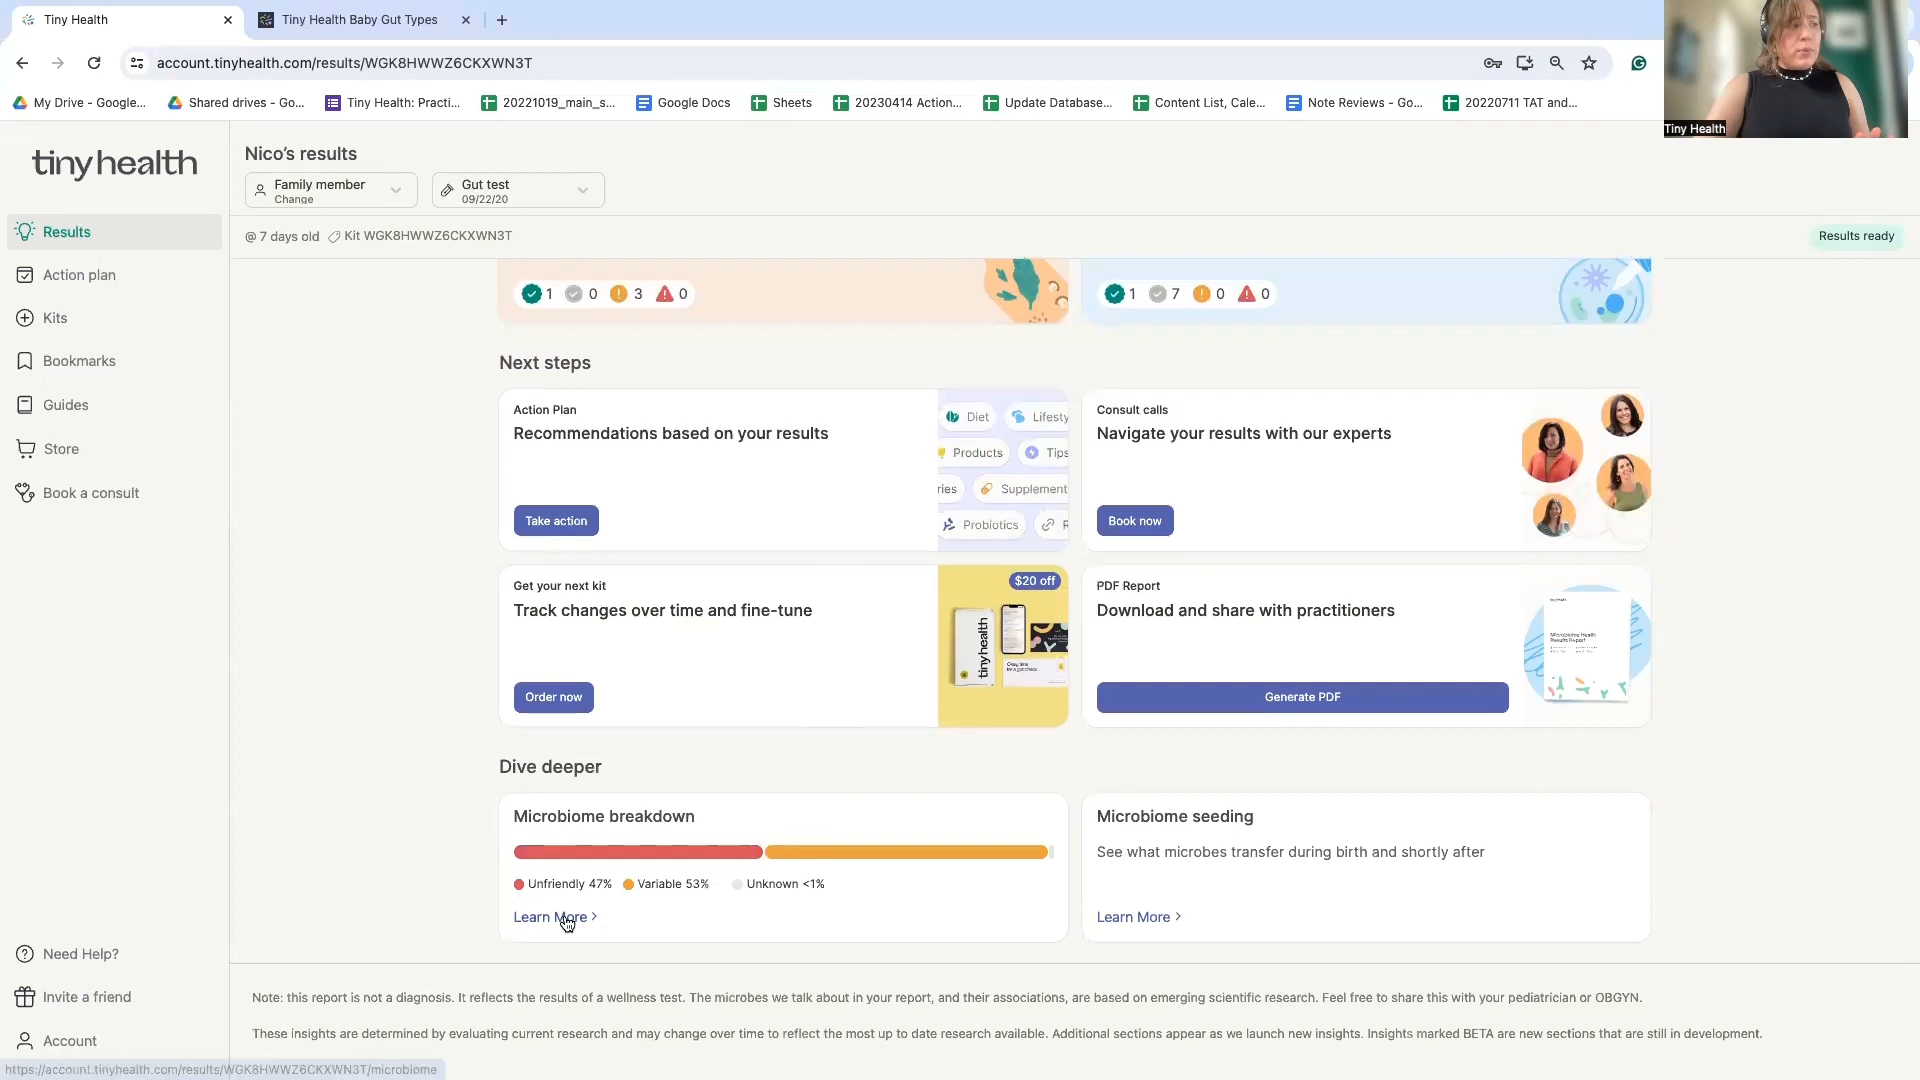 Tiny Health
Tiny Health Baby Gut Types
account.tinyhealth.com/results/WGK8HWWZ6CKXWN3T
My Drive - Google...
Shared drives - Go...
Tiny Health: Practi...
20221019_main_s...
Google Docs
Sheets
20230414 Action...
Update Database...
Content List, Cale...
Note Reviews - Go...
20220711 TAT and...
Tiny Health
tinyhealth
Results
Action plan
Kits
Bookmarks
Guides
Store
Book a consult
Need Help?
Invite a friend
Account
Nico's results
Family member
Change
Gut test
09/22/20
@ 7 days old
Kit WGK8HWWZ6CKXWN3T
Results ready
1 0 3 0
1 7 0 0
Next steps
Action Plan
Recommendations based on your results
Take action
Diet
Lifesty
Products
Tips
ries
Supplement
Probiotics
R
Consult calls
Navigate your results with our experts
Book now
Get your next kit
Track changes over time and fine-tune
Order now
$20 off
tinyhealth
PDF Report
Download and share with practitioners
Generate PDF
Microbiome Health
Results Report
Dive deeper
Microbiome breakdown
Unfriendly 47%
Variable 53%
Unknown <1%
Learn More >
Microbiome seeding
See what microbes transfer during birth and shortly after
Learn More >
Note: this report is not a diagnosis. It reflects the results of a wellness test. The microbes we talk about in your report, and their associations, are based on emerging scientific research. Feel free to share this with your pediatrician or OBGYN.
These insights are determined by evaluating current research and may change over time to reflect the most up to date research available. Additional sections appear as we launch new insights. Insights marked BETA are new sections that are still in development.
https://account.tinyhealth.com/results/WGK8HWWZ6CKXWN3T/microbiome